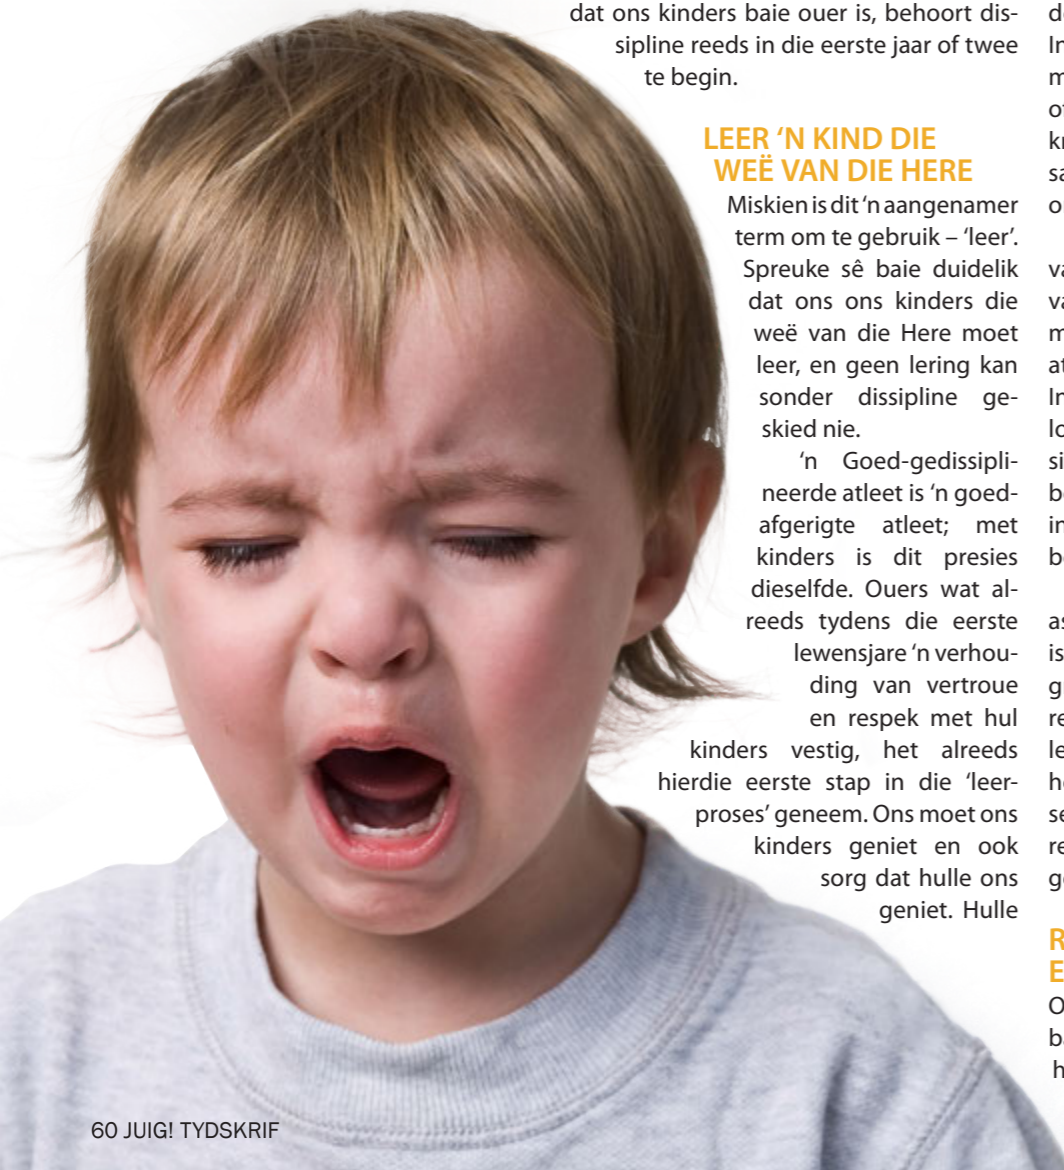 dat ons kinders baie ouer is, behoort dis-
sipline reeds in die eerste jaar of twee
te begin.
LEER ‘N KIND DIE
WEË VAN DIE HERE
Miskien is dit ‘n aangenamer
term om te gebruik – ‘leer’.
Spreuke sê baie duidelik
dat ons ons kinders die
weë van die Here moet
leer, en geen lering kan
sonder dissipline ge-
skied nie.
‘n Goed-gedissipli-
neerde atleet is ‘n goed-
afgerigte atleet; met
kinders is dit presies
dieselfde. Ouers wat al-
reeds tydens die eerste
lewensjare ‘n verhou-
ding van vertroue
en respek met hul
kinders vestig, het alreeds
hierdie eerste stap in die ‘leer-
proses’ geneem. Ons moet ons
kinders geniet en ook
sorg dat hulle ons
geniet. Hulle
60 JUIG! TYDSKRIF